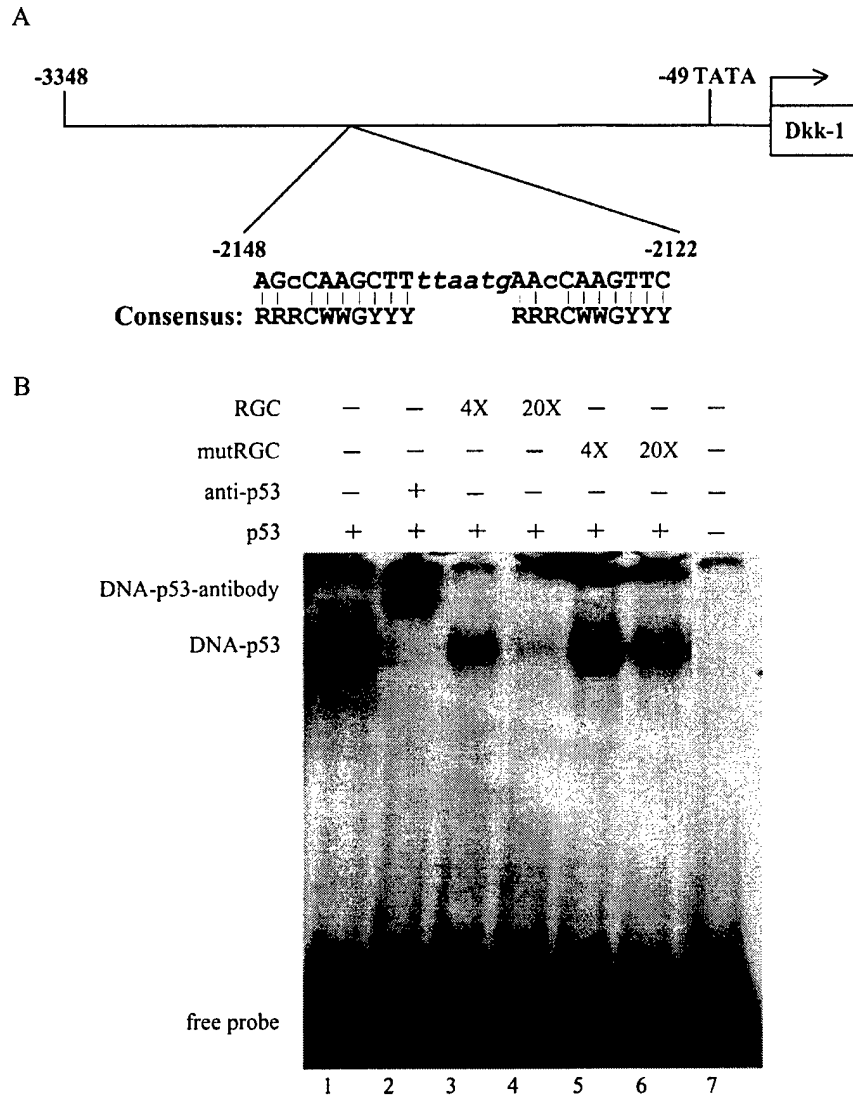 A
-3348
-49 TATA
Dkk-1
-2148
-2122
AGcCAAGCTTttaatgAAcCAAGTTC
Consensus: RRRCWWGYYY RRRCWWGYYY
B
RGC – – 4X 20X – – –
mutRGC – – – – 4X 20X –
anti-p53 – + – – – – –
p53 + + + + + + –
DNA-p53-antibody
DNA-p53
free probe
1 2 3 4 5 6 7